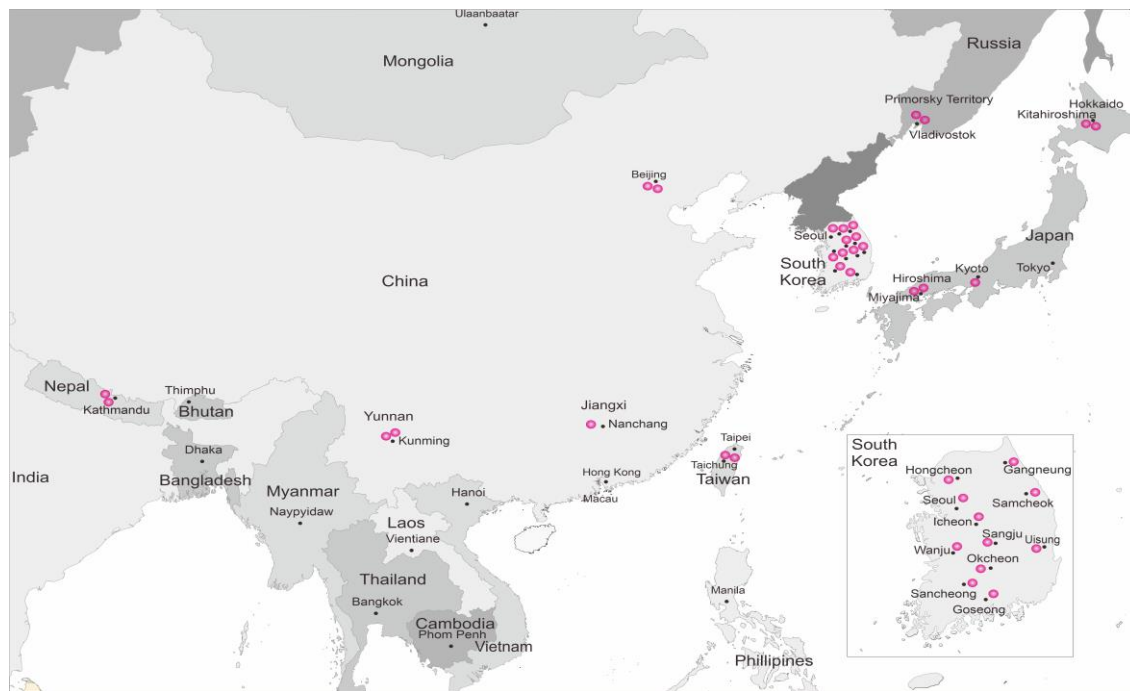 Ulaanbaatar
Mongolia
Russia
Primorsky Territory
Vladivostok
Hokkaido
Kitahiroshima
Beijing
Seoul
South
Korea
Japan
Kyoto
Tokyo
Hiroshima
Miyajima
China
Nepal
Kathmandu
Thimphu
Bhutan
Yunnan
Kunming
Jiangxi
Nanchang
Dhaka
Bangladesh
India
Myanmar
Naypyidaw
Hanoi
Hong Kong
Macau
Taipei
Taichung
Taiwan
Laos
Vientiane
Thailand
Bangkok
Cambodia
Phom Penh
Vietnam
Manila
Phillipines
South
Korea
Gangneung
Hongcheon
Seoul
Samcheok
Icheon
Sangju
Uisung
Wanju
Okcheon
Sancheong
Goseong